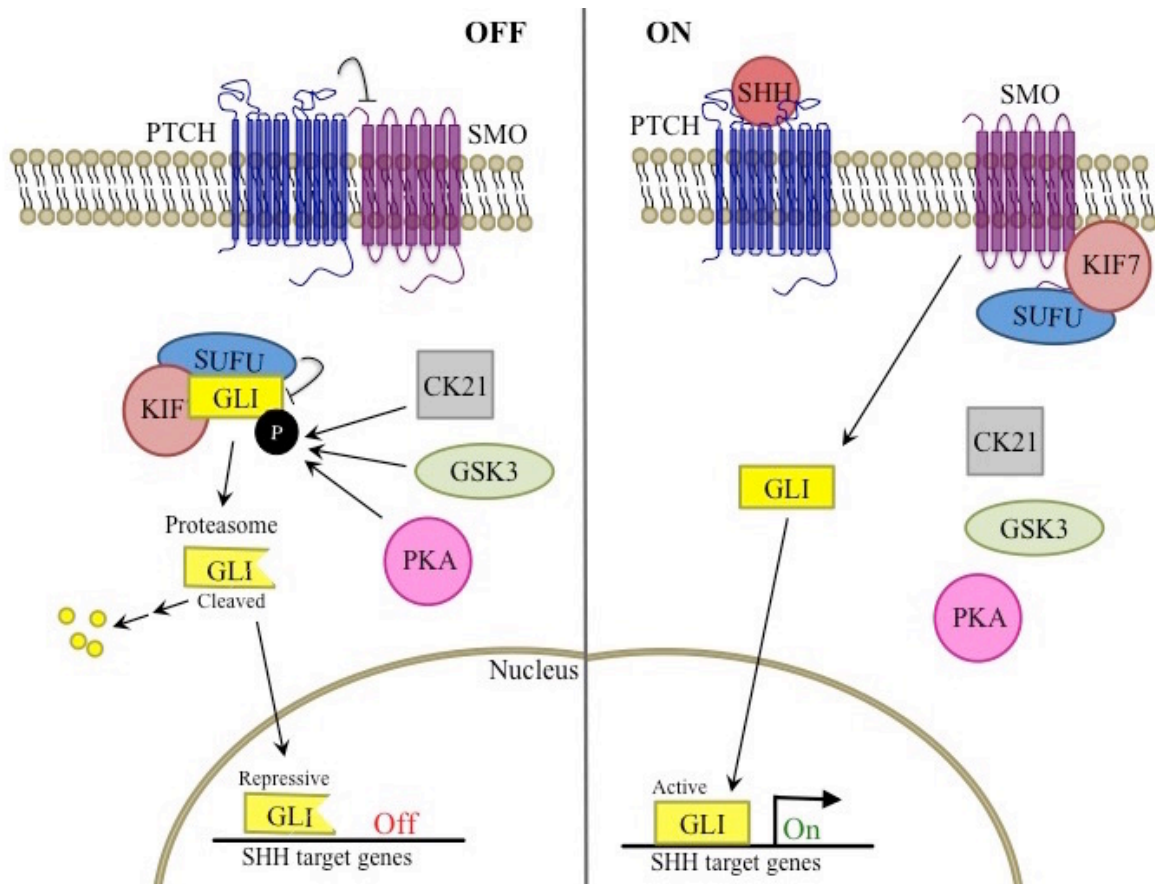 OFF
PTCH
SMO
SUFU
KIF
GLI
P
CK21
GSK3
PKA
Proteasome
GLI
Cleaved
Nucleus
Repressive
GLI
Off
SHH target genes
ON
SHH
PTCH
SMO
KIF7
SUFU
CK21
GLI
GSK3
PKA
Active
GLI
On
SHH target genes